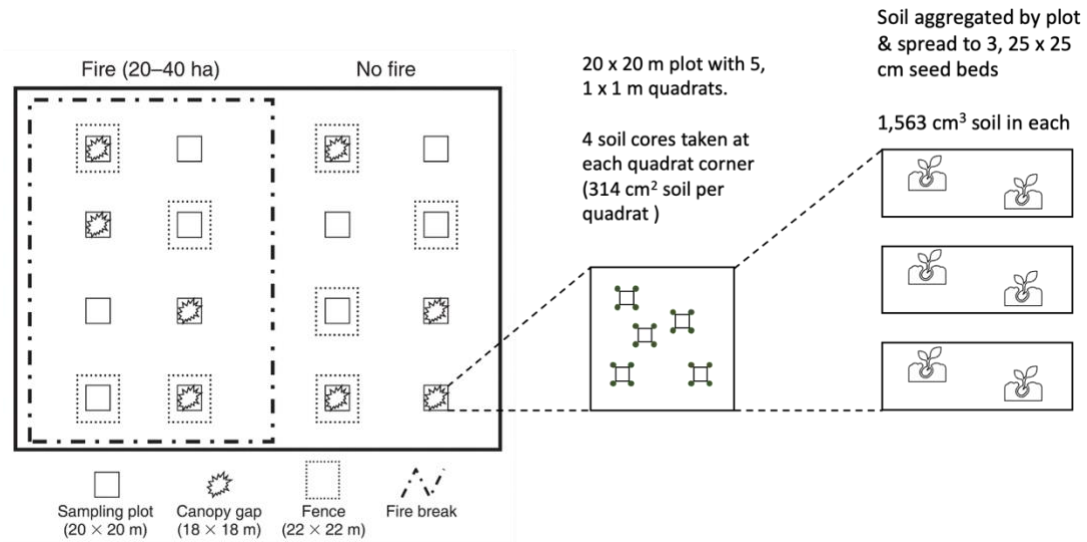 Fire (20–40 ha)
No fire
20 x 20 m plot with 5,
1 x 1 m quadrats.
4 soil cores taken at
each quadrat corner
(314 cm² soil per
quadrat )
Soil aggregated by plot
& spread to 3, 25 x 25
cm seed beds
1,563 cm³ soil in each
Sampling plot
(20 × 20 m)
Canopy gap
(18 × 18 m)
Fence
(22 × 22 m)
Fire break